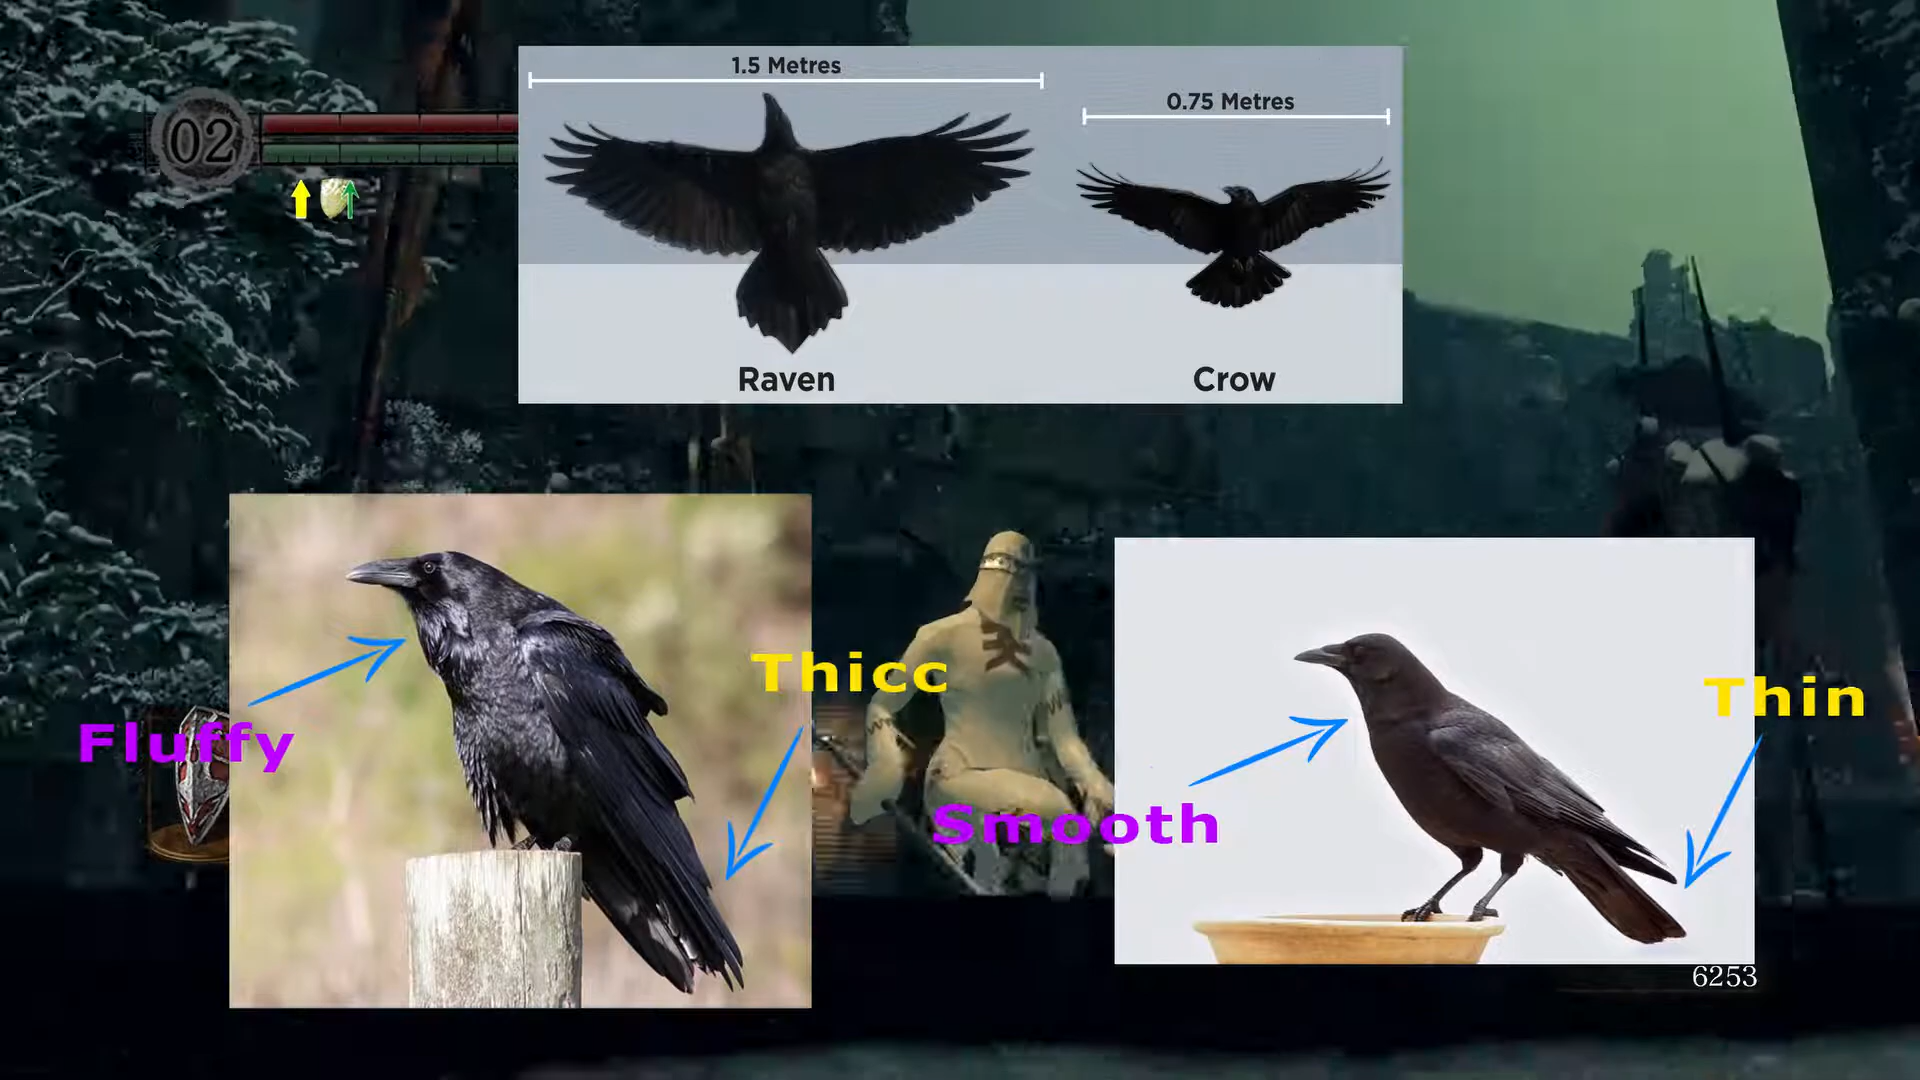 1.5 Metres
0.75 Metres
02
Raven
Crow
Thicc
Thin
Fluffy
Smooth
6253